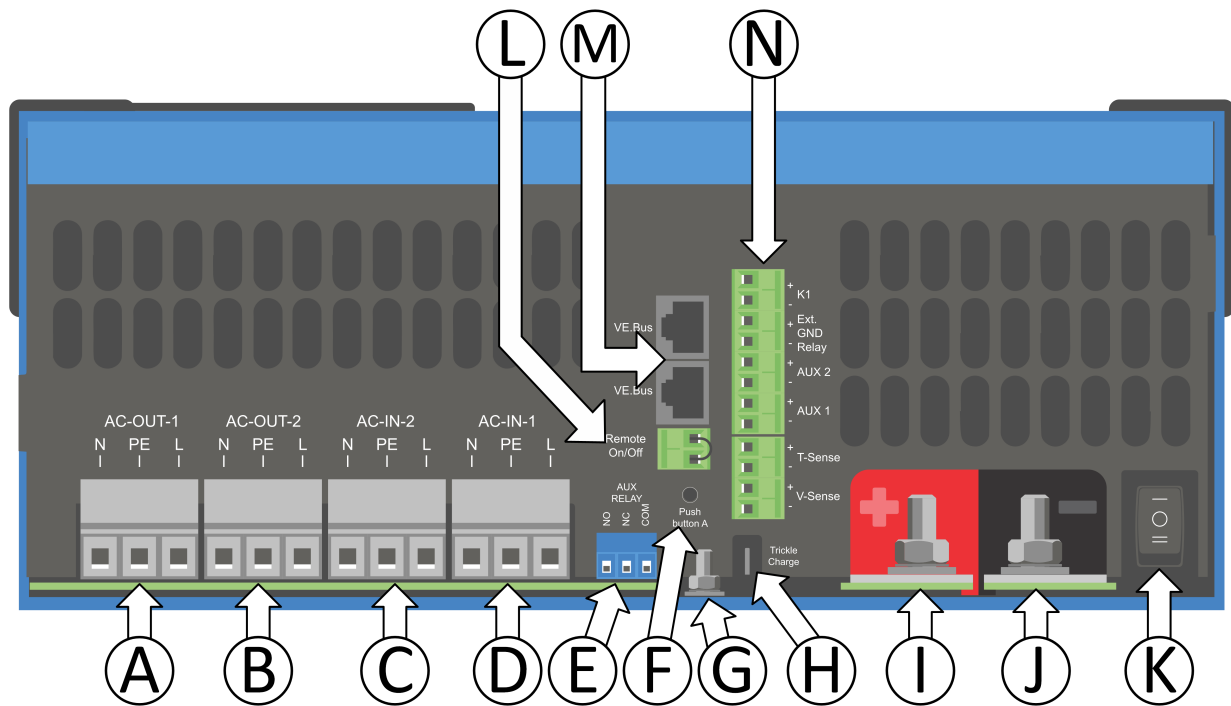 L M N
K1
+
-
Ext.
GND
Relay
+
-
VE.Bus
AUX 2
+
-
VE.Bus
AUX 1
+
-
AC-OUT-1 AC-OUT-2 AC-IN-2 AC-IN-1
N PE L N PE L N PE L N PE L
Remote
On/Off
T-Sense
+
-
V-Sense
+
-
AUX
RELAY
NO NC COM
Push
button A
Trickle
Charge
A B C D E F G H I J K